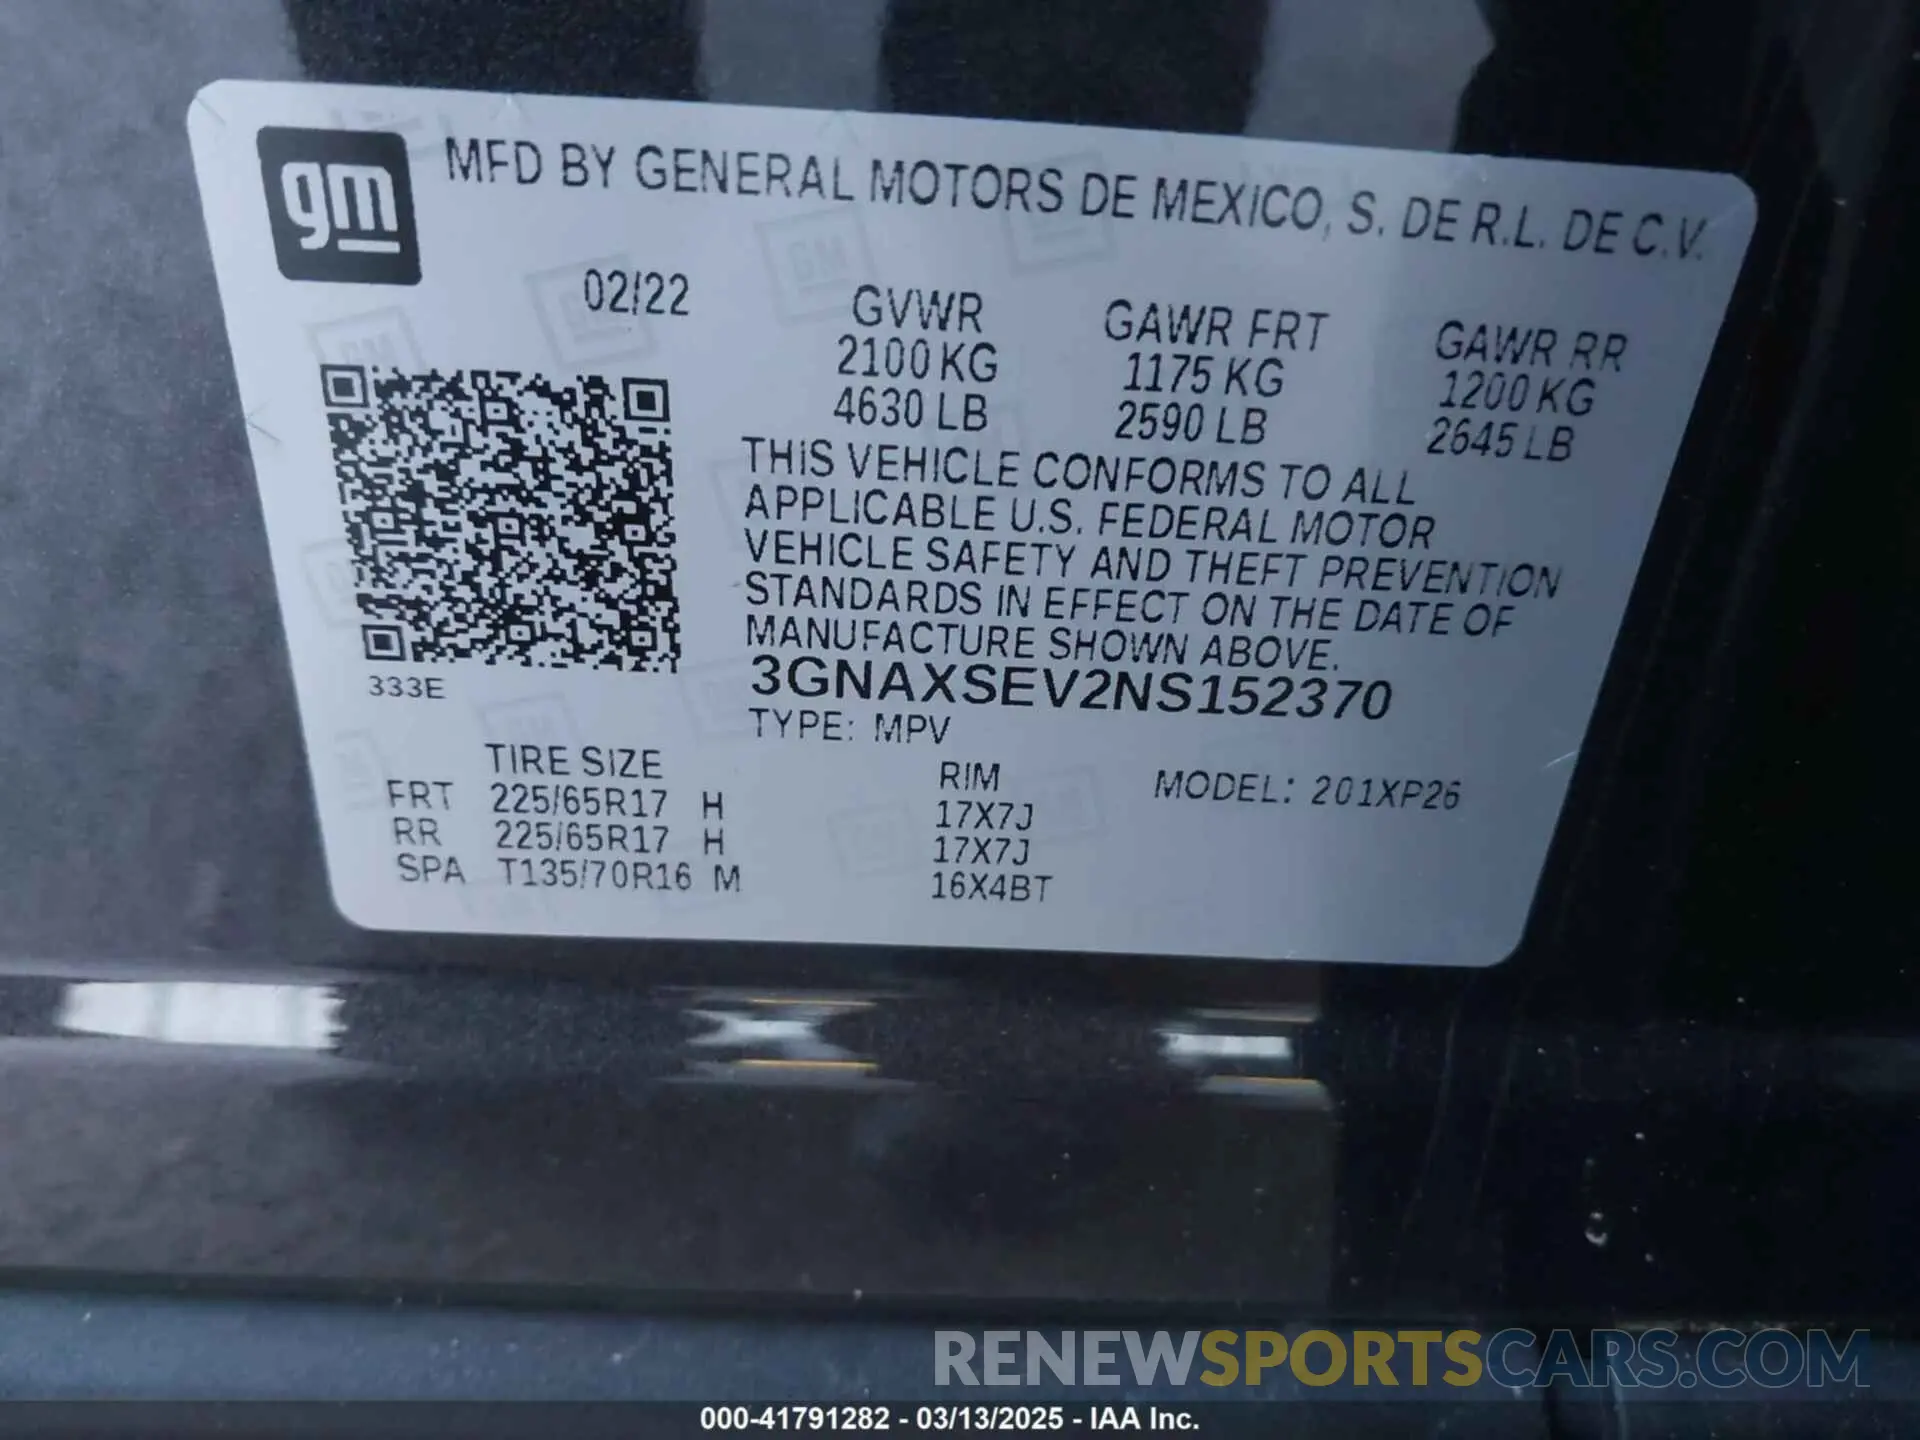 gm
MFD BY GENERAL MOTORS DE MEXICO, S. DE R.L. DE C.V.
02/22
GVWR
2100 KG
4630 LB
GAWR FRT
1175 KG
2590 LB
GAWR RR
1200 KG
2645 LB
THIS VEHICLE CONFORMS TO ALL
APPLICABLE U.S. FEDERAL MOTOR
VEHICLE SAFETY AND THEFT PREVENTION
STANDARDS IN EFFECT ON THE DATE OF
MANUFACTURE SHOWN ABOVE.
3GNAXSEV2NS152370
333E
TYPE: MPV
MODEL: 201XP26
TIRE SIZE RIM
FRT 225/65R17 H 17X7J
RR 225/65R17 H 17X7J
SPA T135/70R16 M 16X4BT
RENEWSPORTSCARS.COM
000-41791282 - 03/13/2025 - IAA Inc.